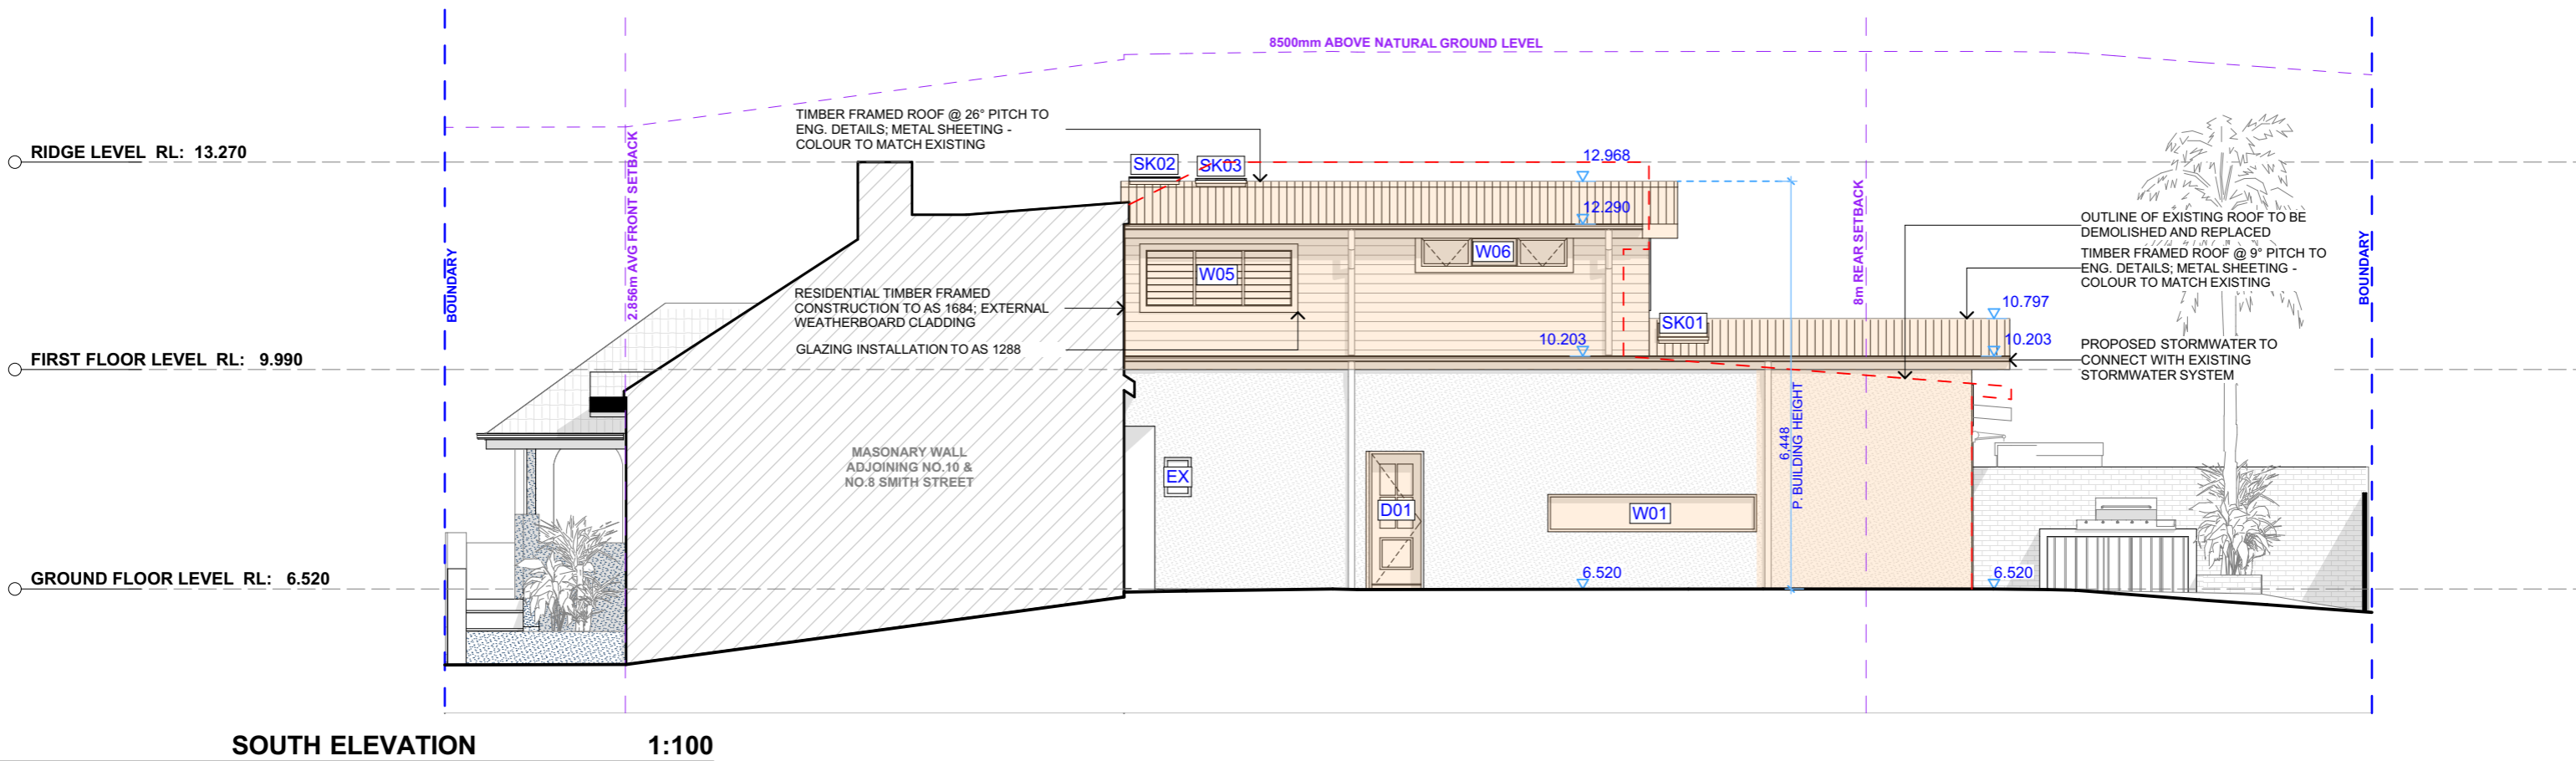 8500mm ABOVE NATURAL GROUND LEVEL
TIMBER FRAMED ROOF @ 26° PITCH TO
ENG. DETAILS; METAL SHEETING -
COLOUR TO MATCH EXISTING
RIDGE LEVEL RL: 13.270
SK02
SK03
12.968
12.290
2.856m AVG FRONT SETBACK
8m REAR SETBACK
OUTLINE OF EXISTING ROOF TO BE
DEMOLISHED AND REPLACED
TIMBER FRAMED ROOF @ 9° PITCH TO
ENG. DETAILS; METAL SHEETING -
COLOUR TO MATCH EXISTING
BOUNDARY
BOUNDARY
W05
W06
RESIDENTIAL TIMBER FRAMED
CONSTRUCTION TO AS 1684; EXTERNAL
WEATHERBOARD CLADDING
GLAZING INSTALLATION TO AS 1288
SK01
10.797
10.203
10.203
PROPOSED STORMWATER TO
CONNECT WITH EXISTING
STORMWATER SYSTEM
FIRST FLOOR LEVEL RL: 9.990
MASONARY WALL
ADJOINING NO.10 &
NO.8 SMITH STREET
EX
D01
W01
6,448
P. BUILDING HEIGHT
GROUND FLOOR LEVEL RL: 6.520
6.520
6.520
SOUTH ELEVATION 1:100